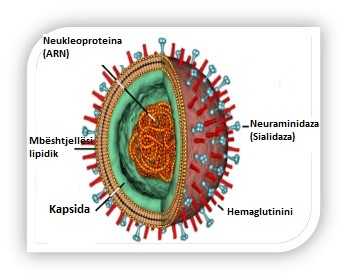 Neukleoproteina
(ARN)
Neuraminidaza
(Sialidaza)
Mbështjellësi
lipidik
Kapsida
Hemaglutinini